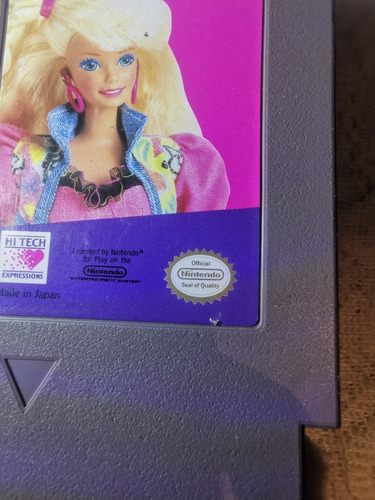 HI TECH
EXPRESSIONS
Licensed by Nintendo®
for Play on the
Nintendo
ENTERTAINMENT SYSTEM®
Official
Nintendo
Seal of Quality
Made in Japan